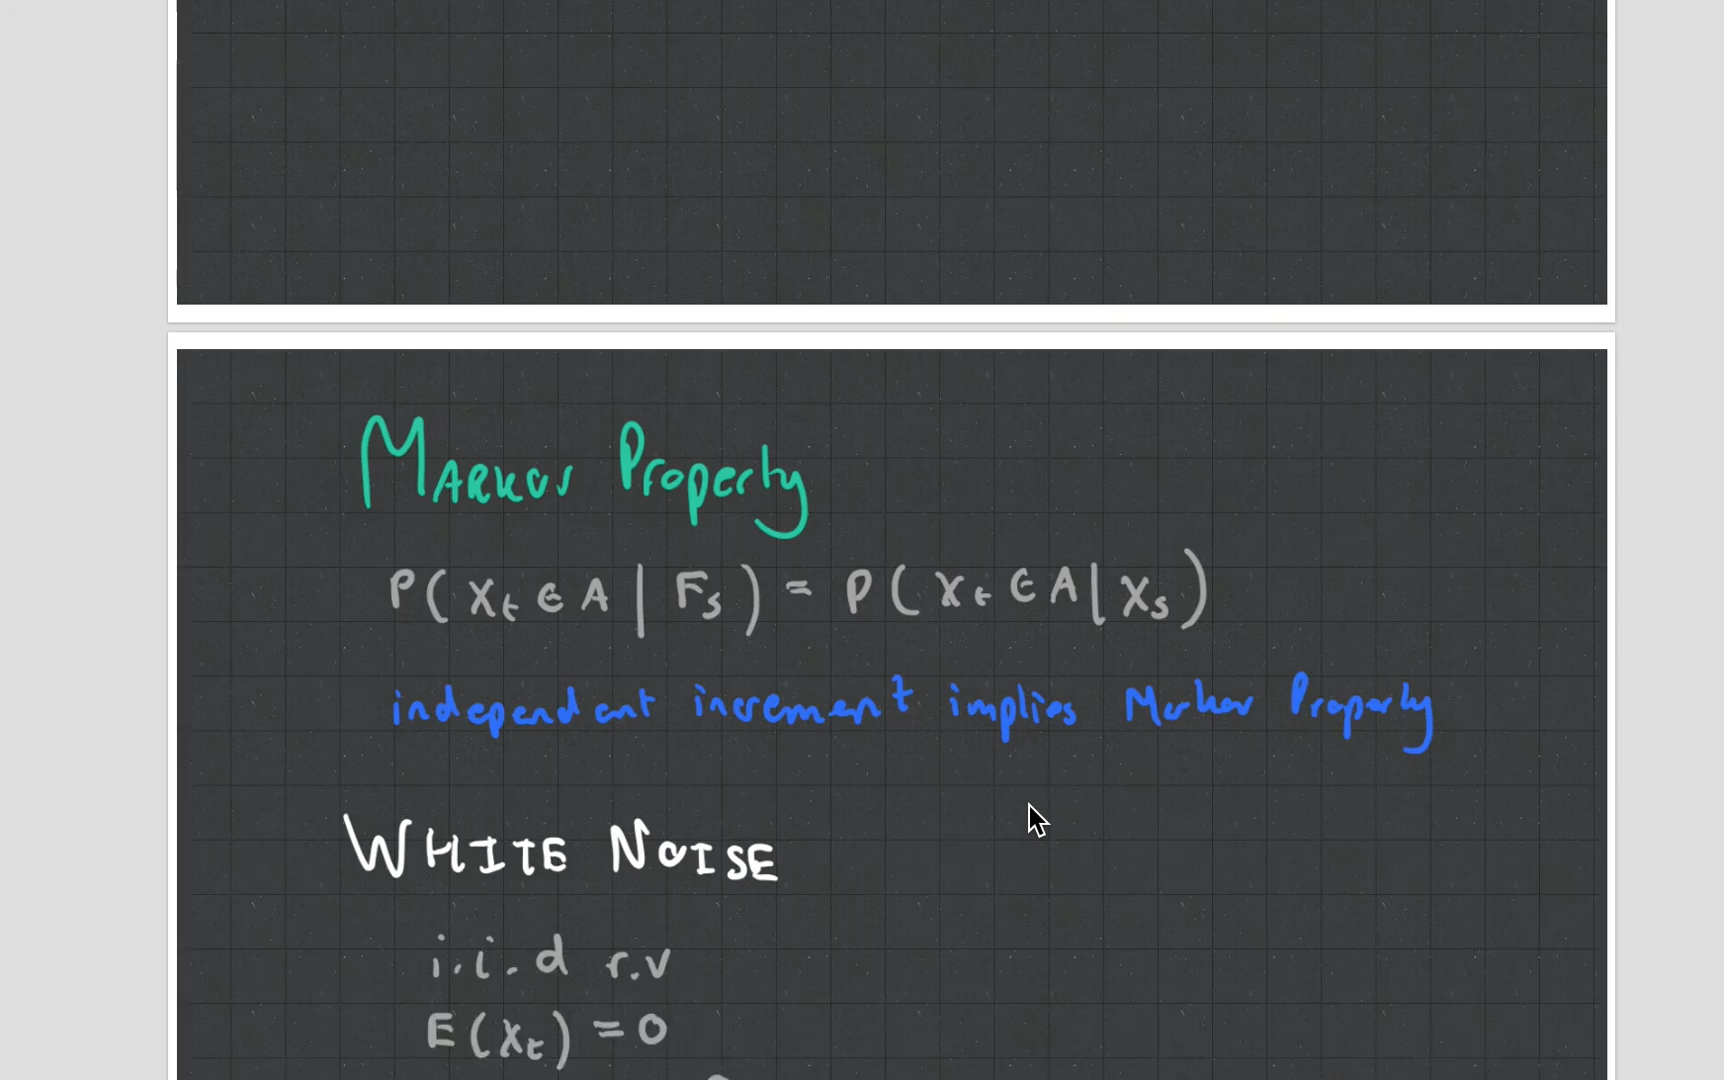 MARKOV Property
P(Xt ∈ A | Fs) = P(Xt ∈ A | Xs)
independent increment implies Markov Property
WHITE NOISE
i.i.d r.v
E(Xt) = 0